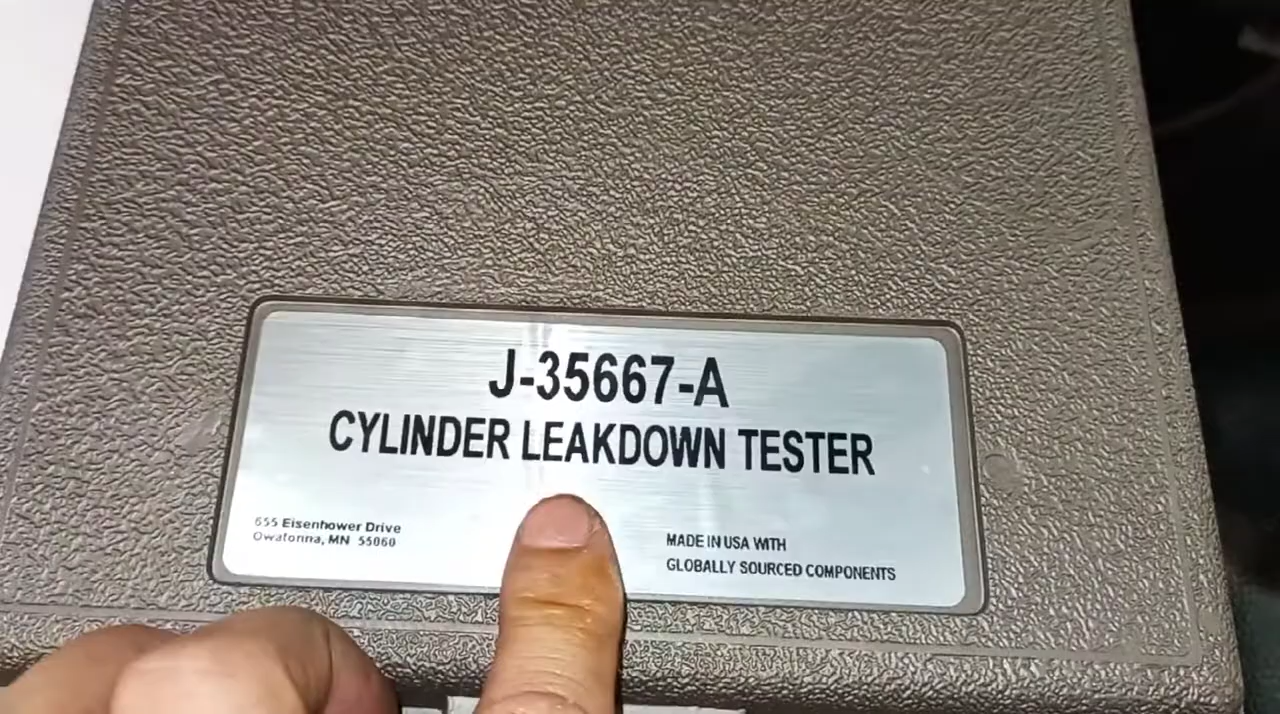 J-35667-A
CYLINDER LEAKDOWN TESTER
655 Eisenhower Drive
Owatonna, MN 55060
MADE IN USA WITH
GLOBALLY SOURCED COMPONENTS